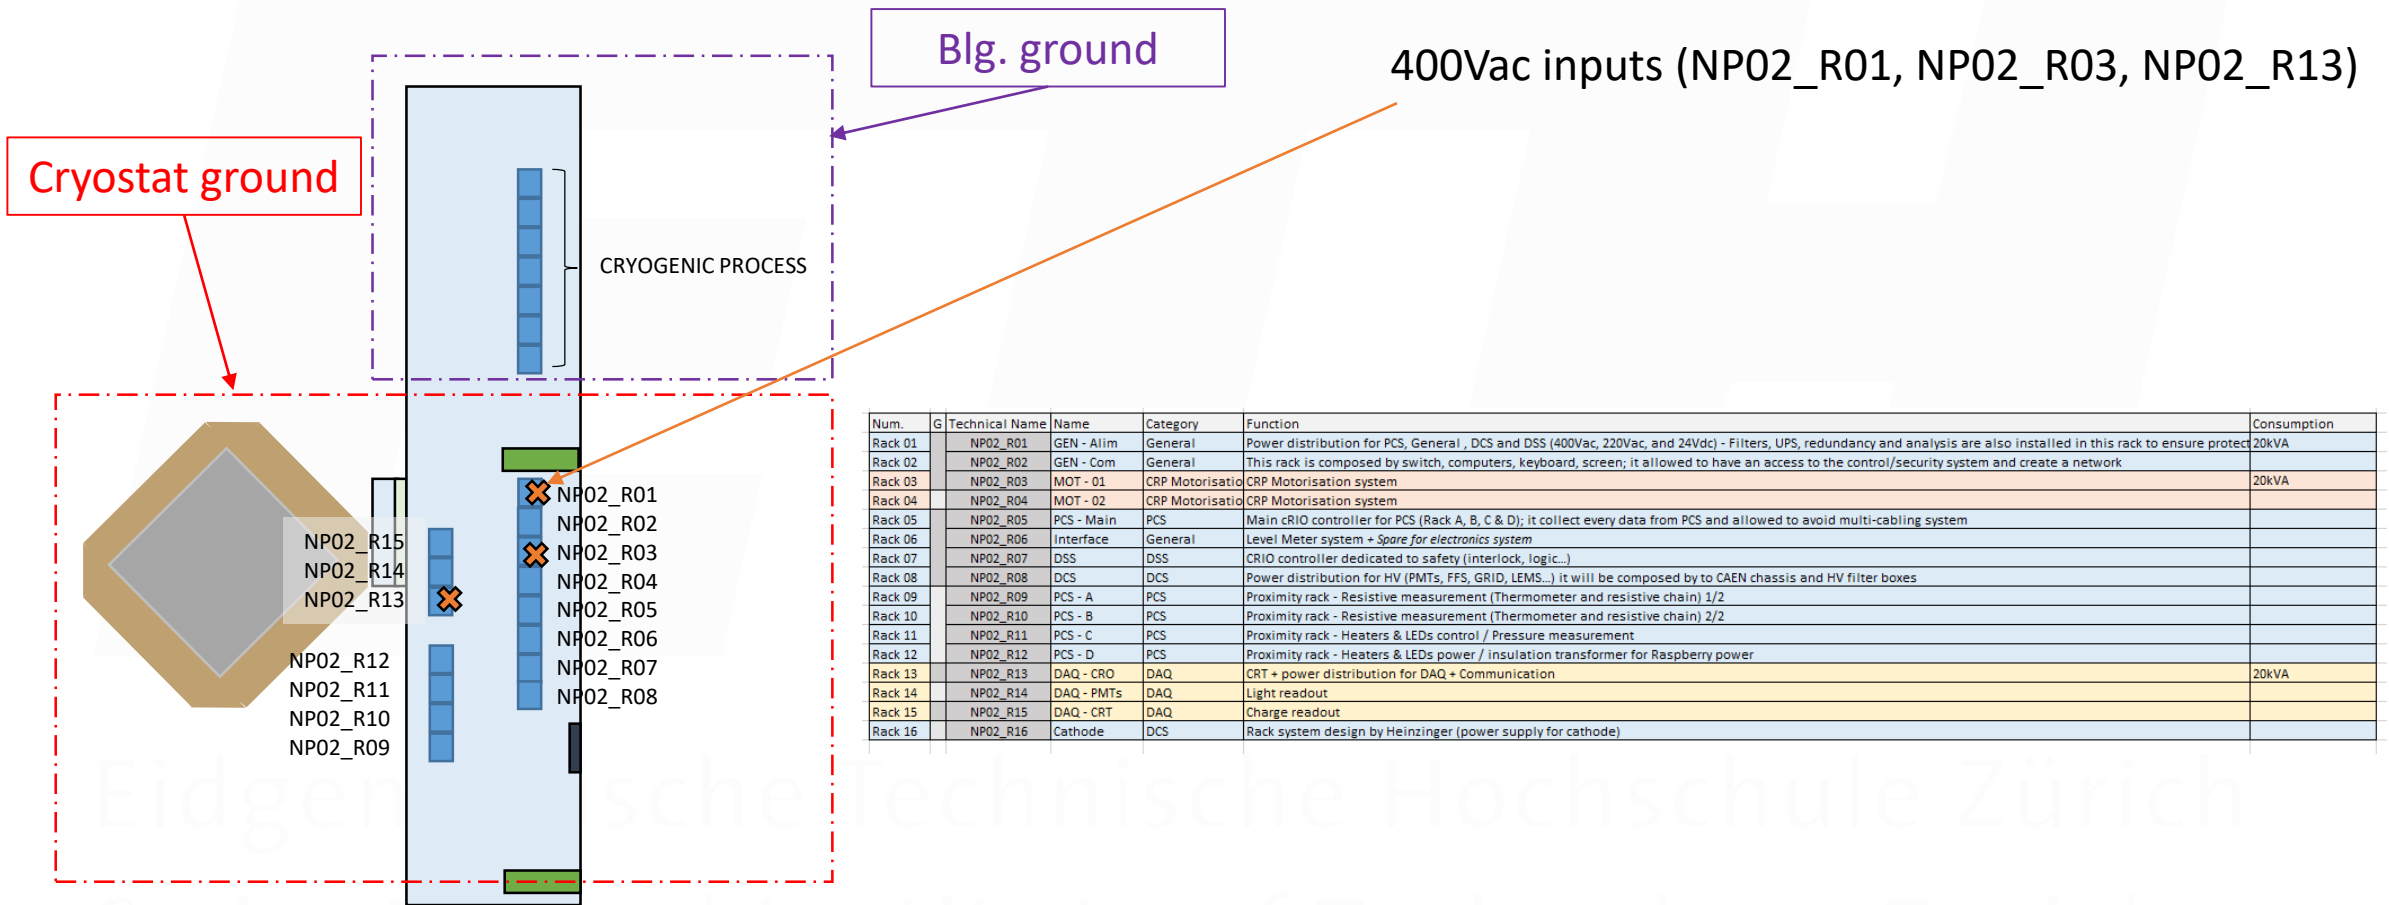 Blg. ground
400Vac inputs (NP02_R01, NP02_R03, NP02_R13)
Cryostat ground
CRYOGENIC PROCESS
NP02_R01
NP02_R02
NP02_R03
NP02_R04
NP02_R05
NP02_R06
NP02_R07
NP02_R08
NP02_R15
NP02_R14
NP02_R13
NP02_R12
NP02_R11
NP02_R10
NP02_R09
Num. G Technical Name Name Category Function Consumption
Rack 01 NP02_R01 GEN - Alim General Power distribution for PCS, General , DCS and DSS (400Vac, 220Vac, and 24Vdc) - Filters, UPS, redundancy and analysis are also installed in this rack to ensure protect 20kVA
Rack 02 NP02_R02 GEN - Com General This rack is composed by switch, computers, keyboard, screen; it allowed to have an access to the control/security system and create a network
Rack 03 NP02_R03 MOT - 01 CRP Motorisatio CRP Motorisation system 20kVA
Rack 04 NP02_R04 MOT - 02 CRP Motorisatio CRP Motorisation system
Rack 05 NP02_R05 PCS - Main PCS Main cRIO controller for PCS (Rack A, B, C & D); it collect every data from PCS and allowed to avoid multi-cabling system
Rack 06 NP02_R06 Interface General Level Meter system + Spare for electronics system
Rack 07 NP02_R07 DSS DSS CRIO controller dedicated to safety (interlock, logic...)
Rack 08 NP02_R08 DCS DCS Power distribution for HV (PMTs, FFS, GRID, LEMS...) it will be composed by to CAEN chassis and HV filter boxes
Rack 09 NP02_R09 PCS - A PCS Proximity rack - Resistive measurement (Thermometer and resistive chain) 1/2
Rack 10 NP02_R10 PCS - B PCS Proximity rack - Resistive measurement (Thermometer and resistive chain) 2/2
Rack 11 NP02_R11 PCS - C PCS Proximity rack - Heaters & LEDs control / Pressure measurement
Rack 12 NP02_R12 PCS - D PCS Proximity rack - Heaters & LEDs power / insulation transformer for Raspberry power
Rack 13 NP02_R13 DAQ - CRO DAQ CRT + power distribution for DAQ + Communication 20kVA
Rack 14 NP02_R14 DAQ - PMTs DAQ Light readout
Rack 15 NP02_R15 DAQ - CRT DAQ Charge readout
Rack 16 NP02_R16 Cathode DCS Rack system design by Heinzinger (power supply for cathode)
Technische Hochschule Zürich